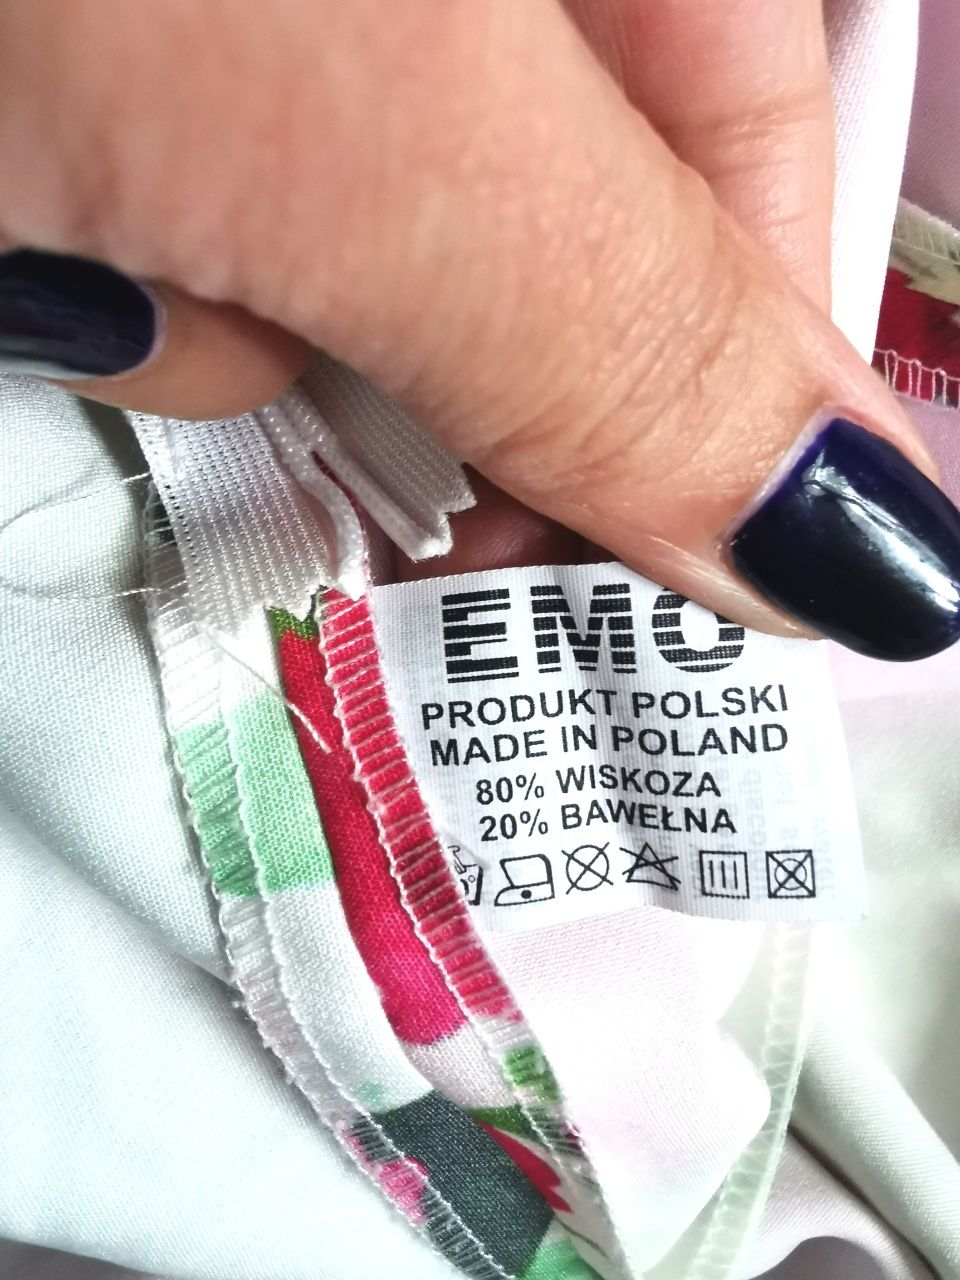 EMO
PRODUKT POLSKI
MADE IN POLAND
80% WISKOZA
20% BAWEŁNA